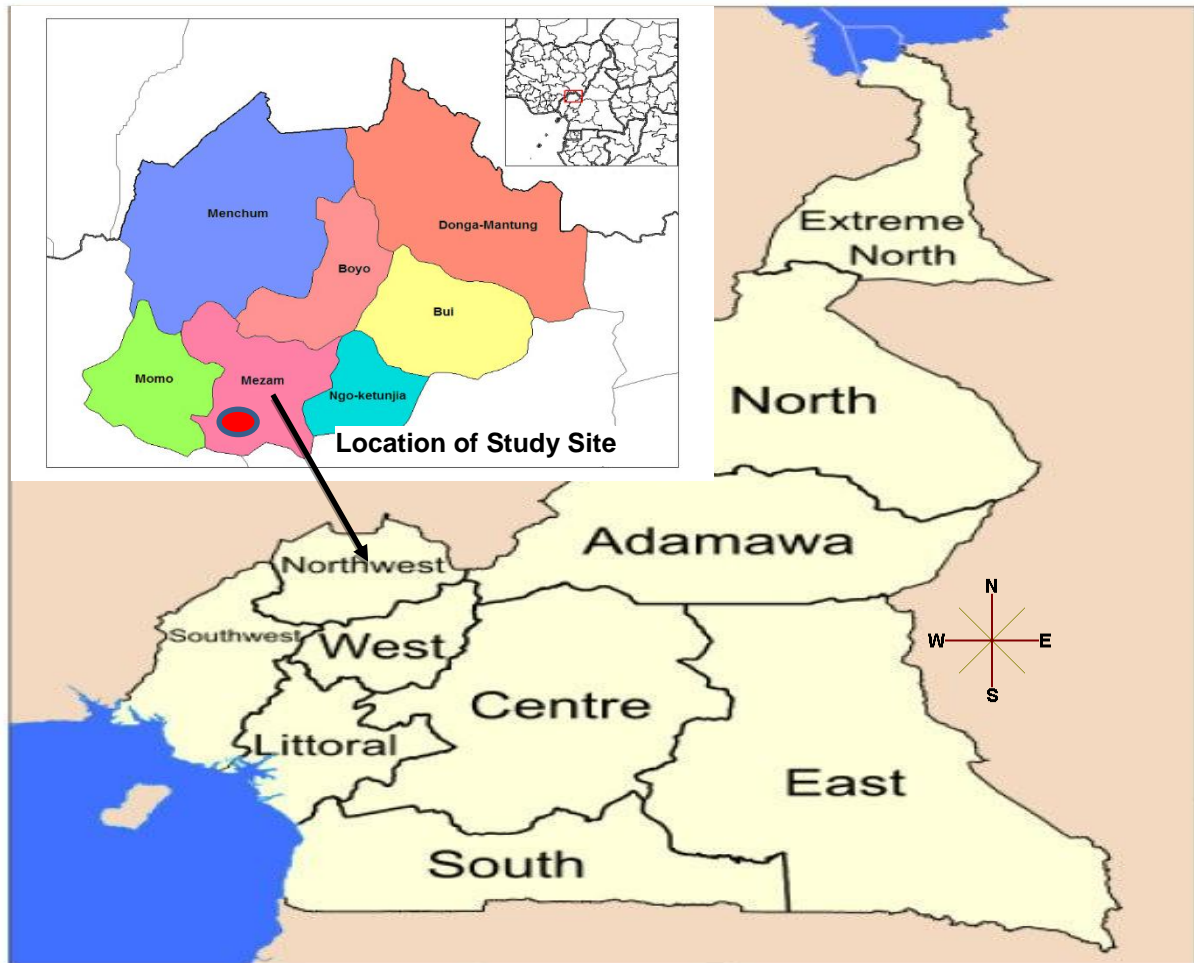 Menchum
Donga-Mantung
Boyo
Bui
Momo
Mezam
Ngo-ketunjia
Location of Study Site
Extreme
North
North
Adamawa
Northwest
Southwest
West
Centre
Littoral
East
South
N
W
E
S